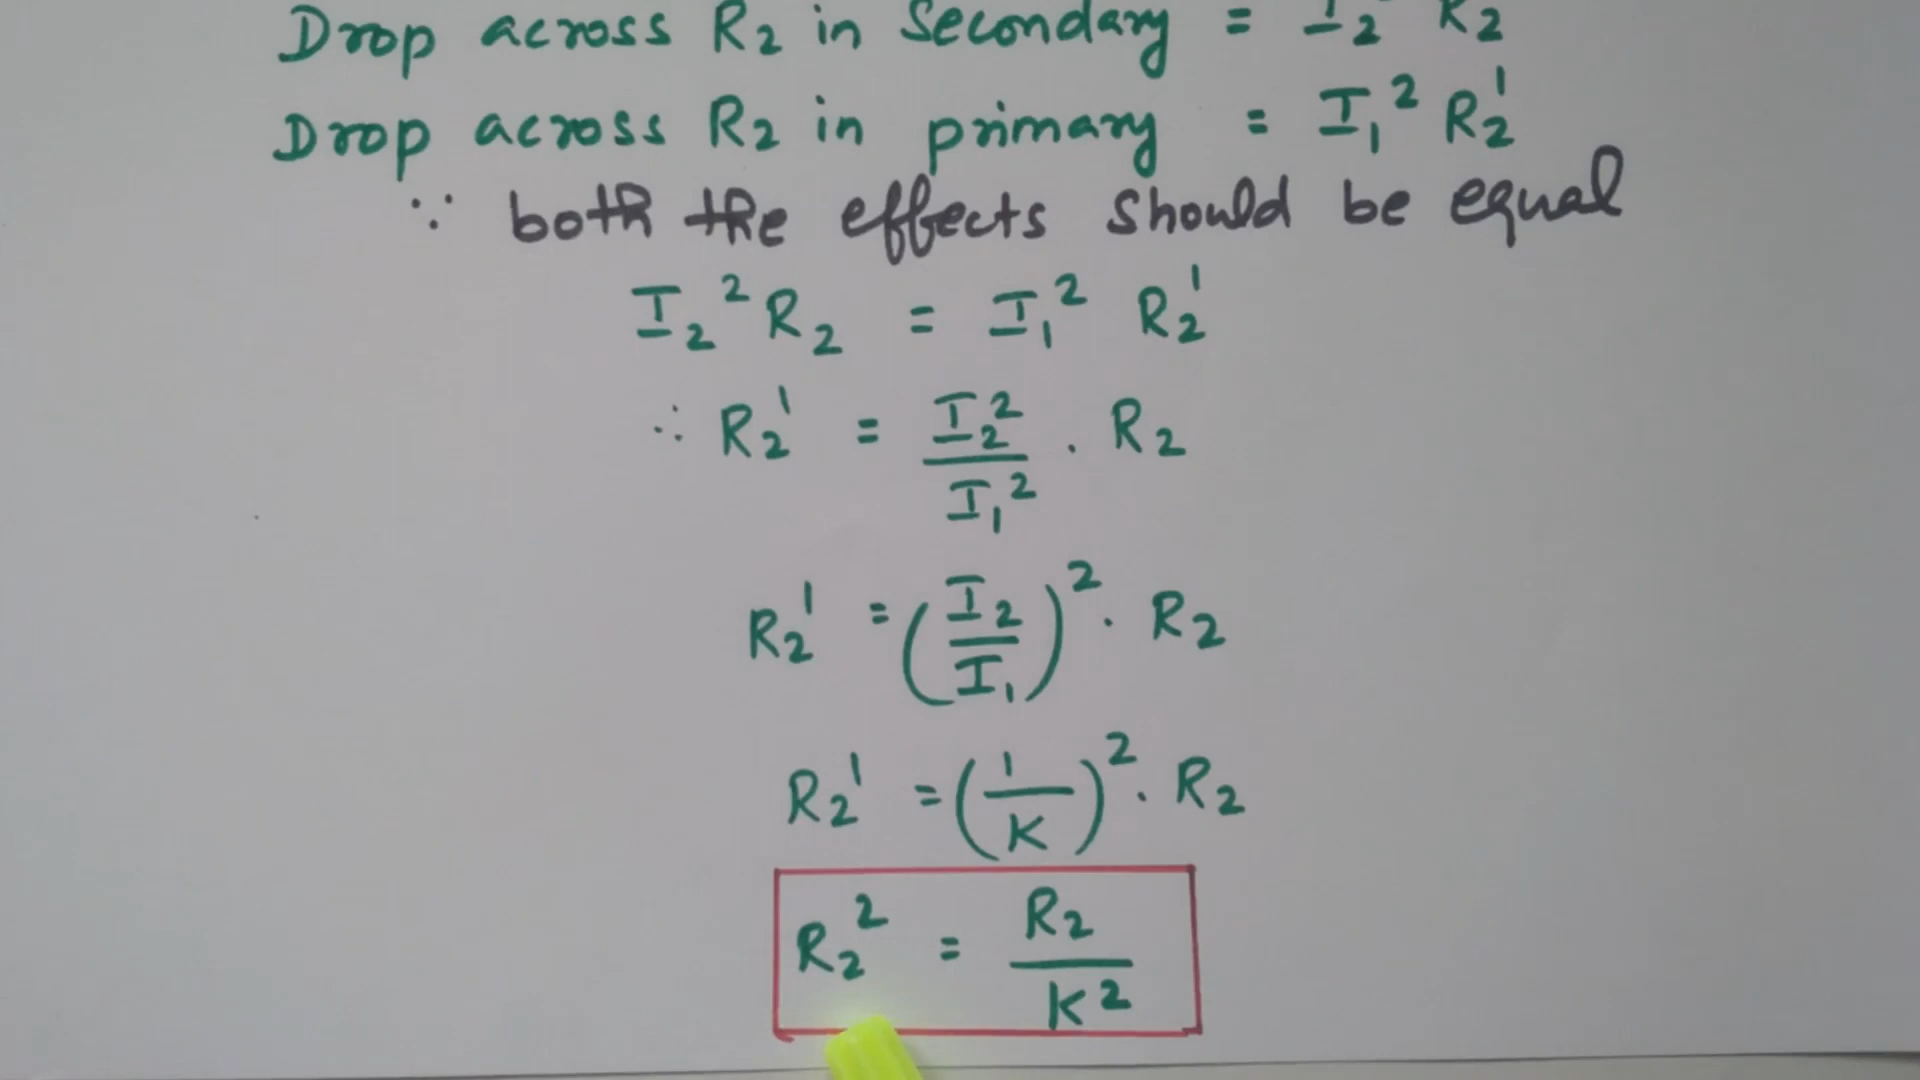 Drop across R₂ in Secondary = I₂² R₂
Drop across R₂ in primary = I₁² R₂'
∵ both the effects should be equal
I₂² R₂ = I₁² R₂'
∴ R₂' = I₂² / I₁² . R₂
R₂' = (I₂ / I₁)² . R₂
R₂' = (1 / K)² . R₂
R₂² = R₂ / K²